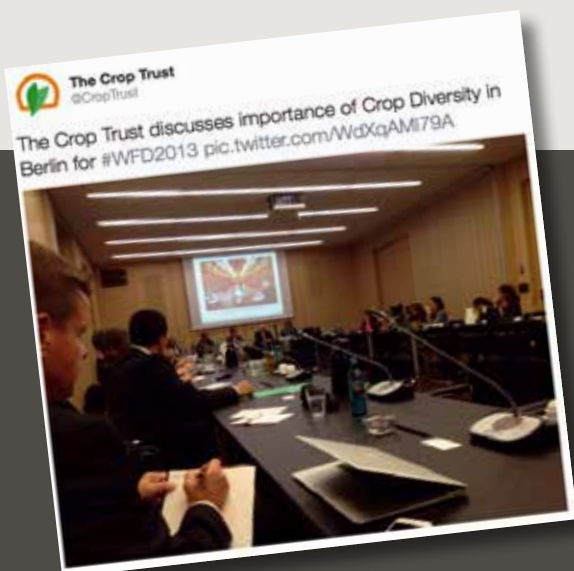 The Crop Trust
@CropTrust
The Crop Trust discusses importance of Crop Diversity in
Berlin for #WFD2013 pic.twitter.com/WdXqAMl79A